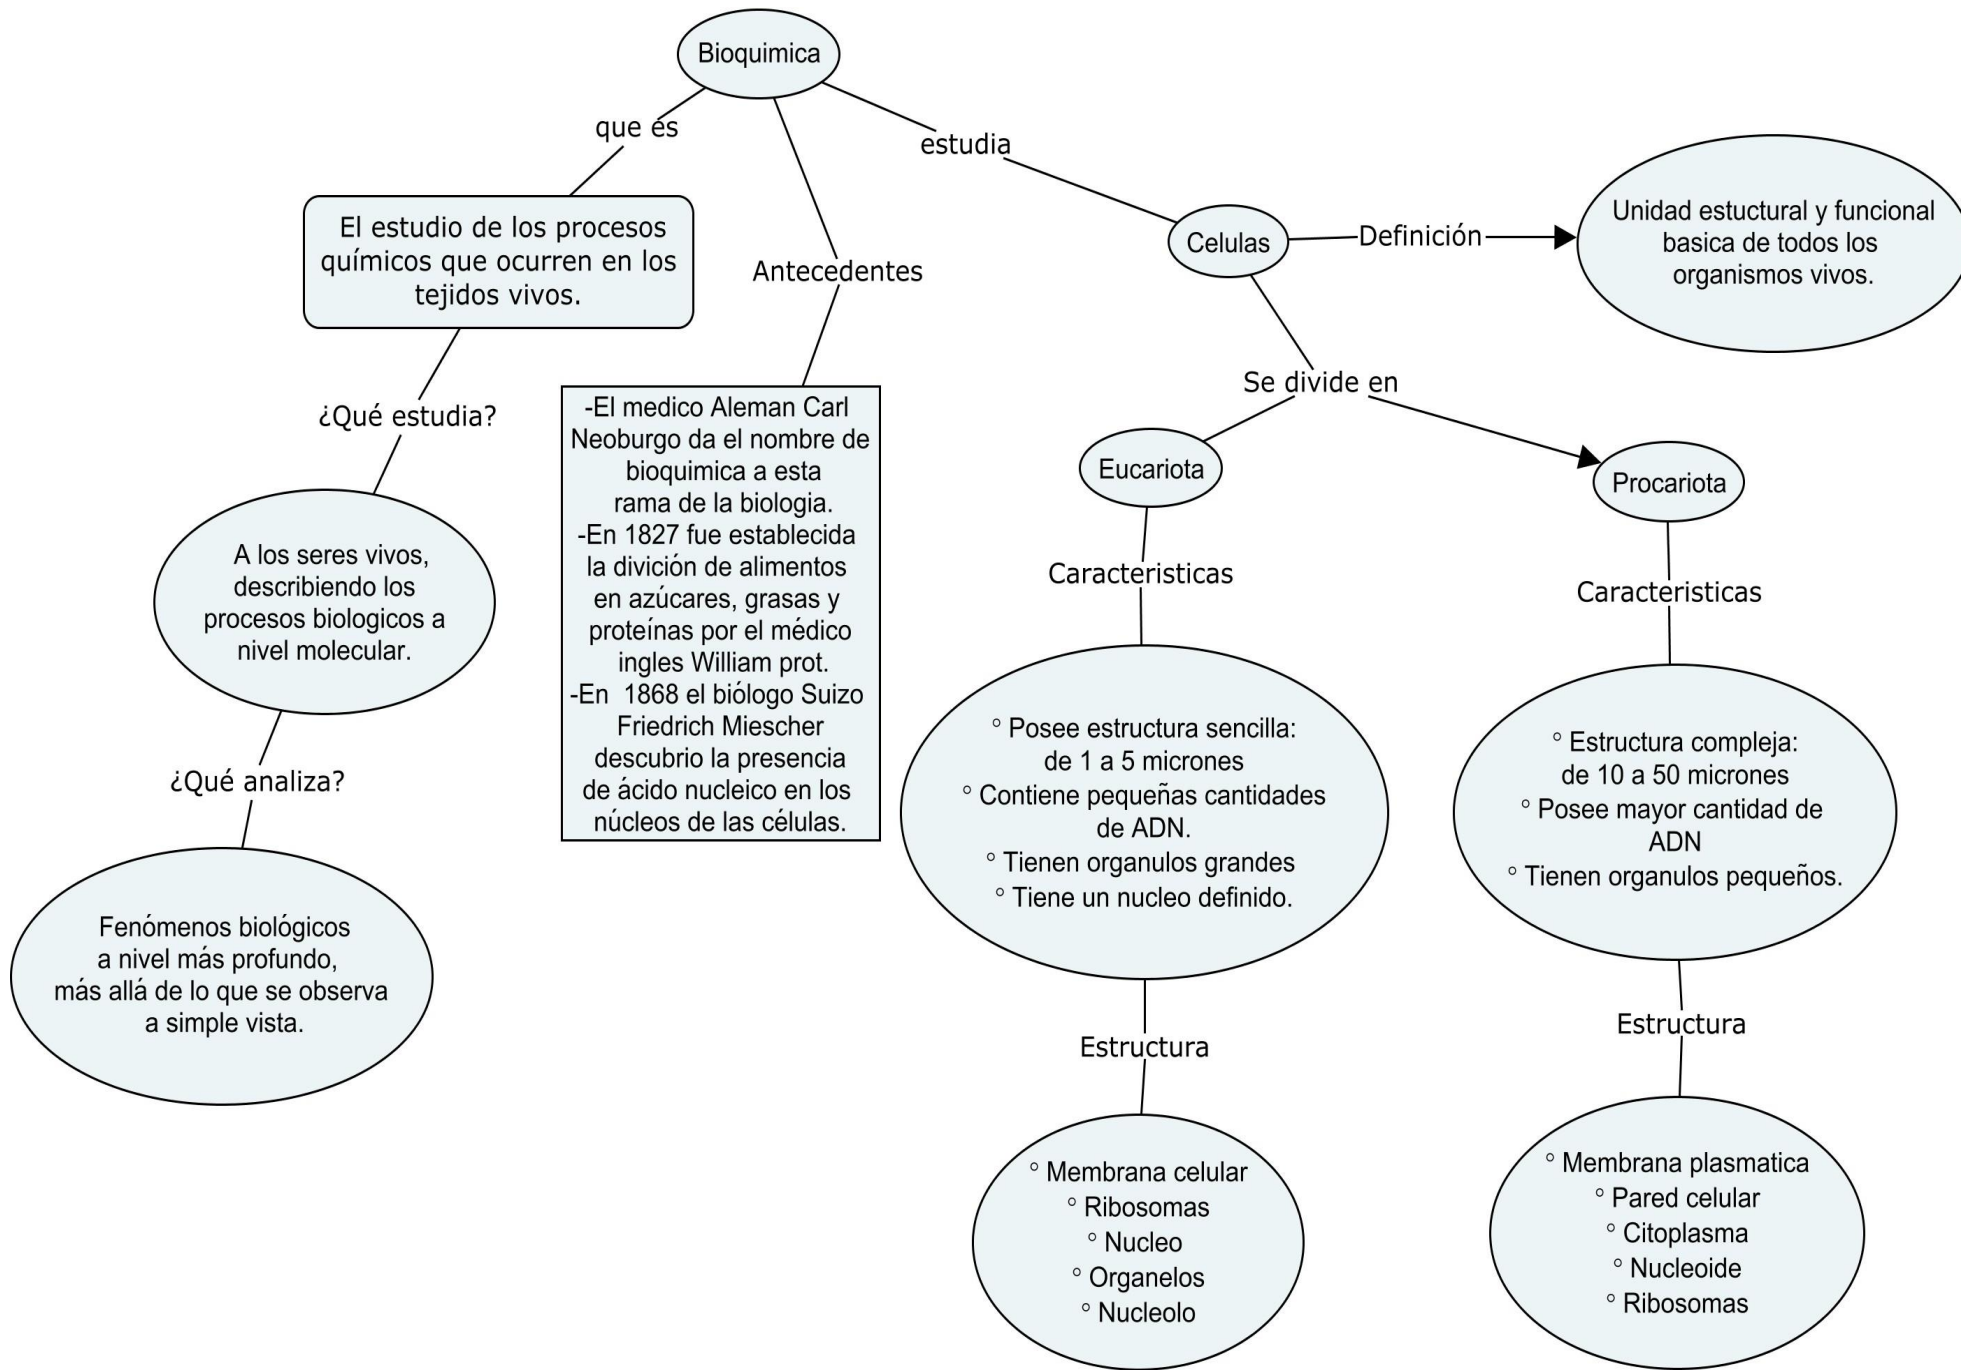 Bioquimica
que es
El estudio de los procesos
químicos que ocurren en los
tejidos vivos.
¿Qué estudia?
A los seres vivos,
describiendo los
procesos biologicos a
nivel molecular.
¿Qué analiza?
Fenómenos biológicos
a nivel más profundo,
más allá de lo que se observa
a simple vista.
Antecedentes
-El medico Aleman Carl
Neoburgo da el nombre de
bioquimica a esta
rama de la biologia.
-En 1827 fue establecida
la divición de alimentos
en azúcares, grasas y
proteínas por el médico
ingles William prot.
-En 1868 el biólogo Suizo
Friedrich Miescher
descubrio la presencia
de ácido nucleico en los
núcleos de las células.
estudia
Celulas
Definición
Unidad estuctural y funcional
basica de todos los
organismos vivos.
Se divide en
Eucariota
Caracteristicas
° Posee estructura sencilla:
de 1 a 5 micrones
° Contiene pequeñas cantidades
de ADN.
° Tienen organulos grandes
° Tiene un nucleo definido.
Estructura
° Membrana celular
° Ribosomas
° Nucleo
° Organelos
° Nucleolo
Procariota
Caracteristicas
° Estructura compleja:
de 10 a 50 micrones
° Posee mayor cantidad de
ADN
° Tienen organulos pequeños.
Estructura
° Membrana plasmatica
° Pared celular
° Citoplasma
° Nucleoide
° Ribosomas